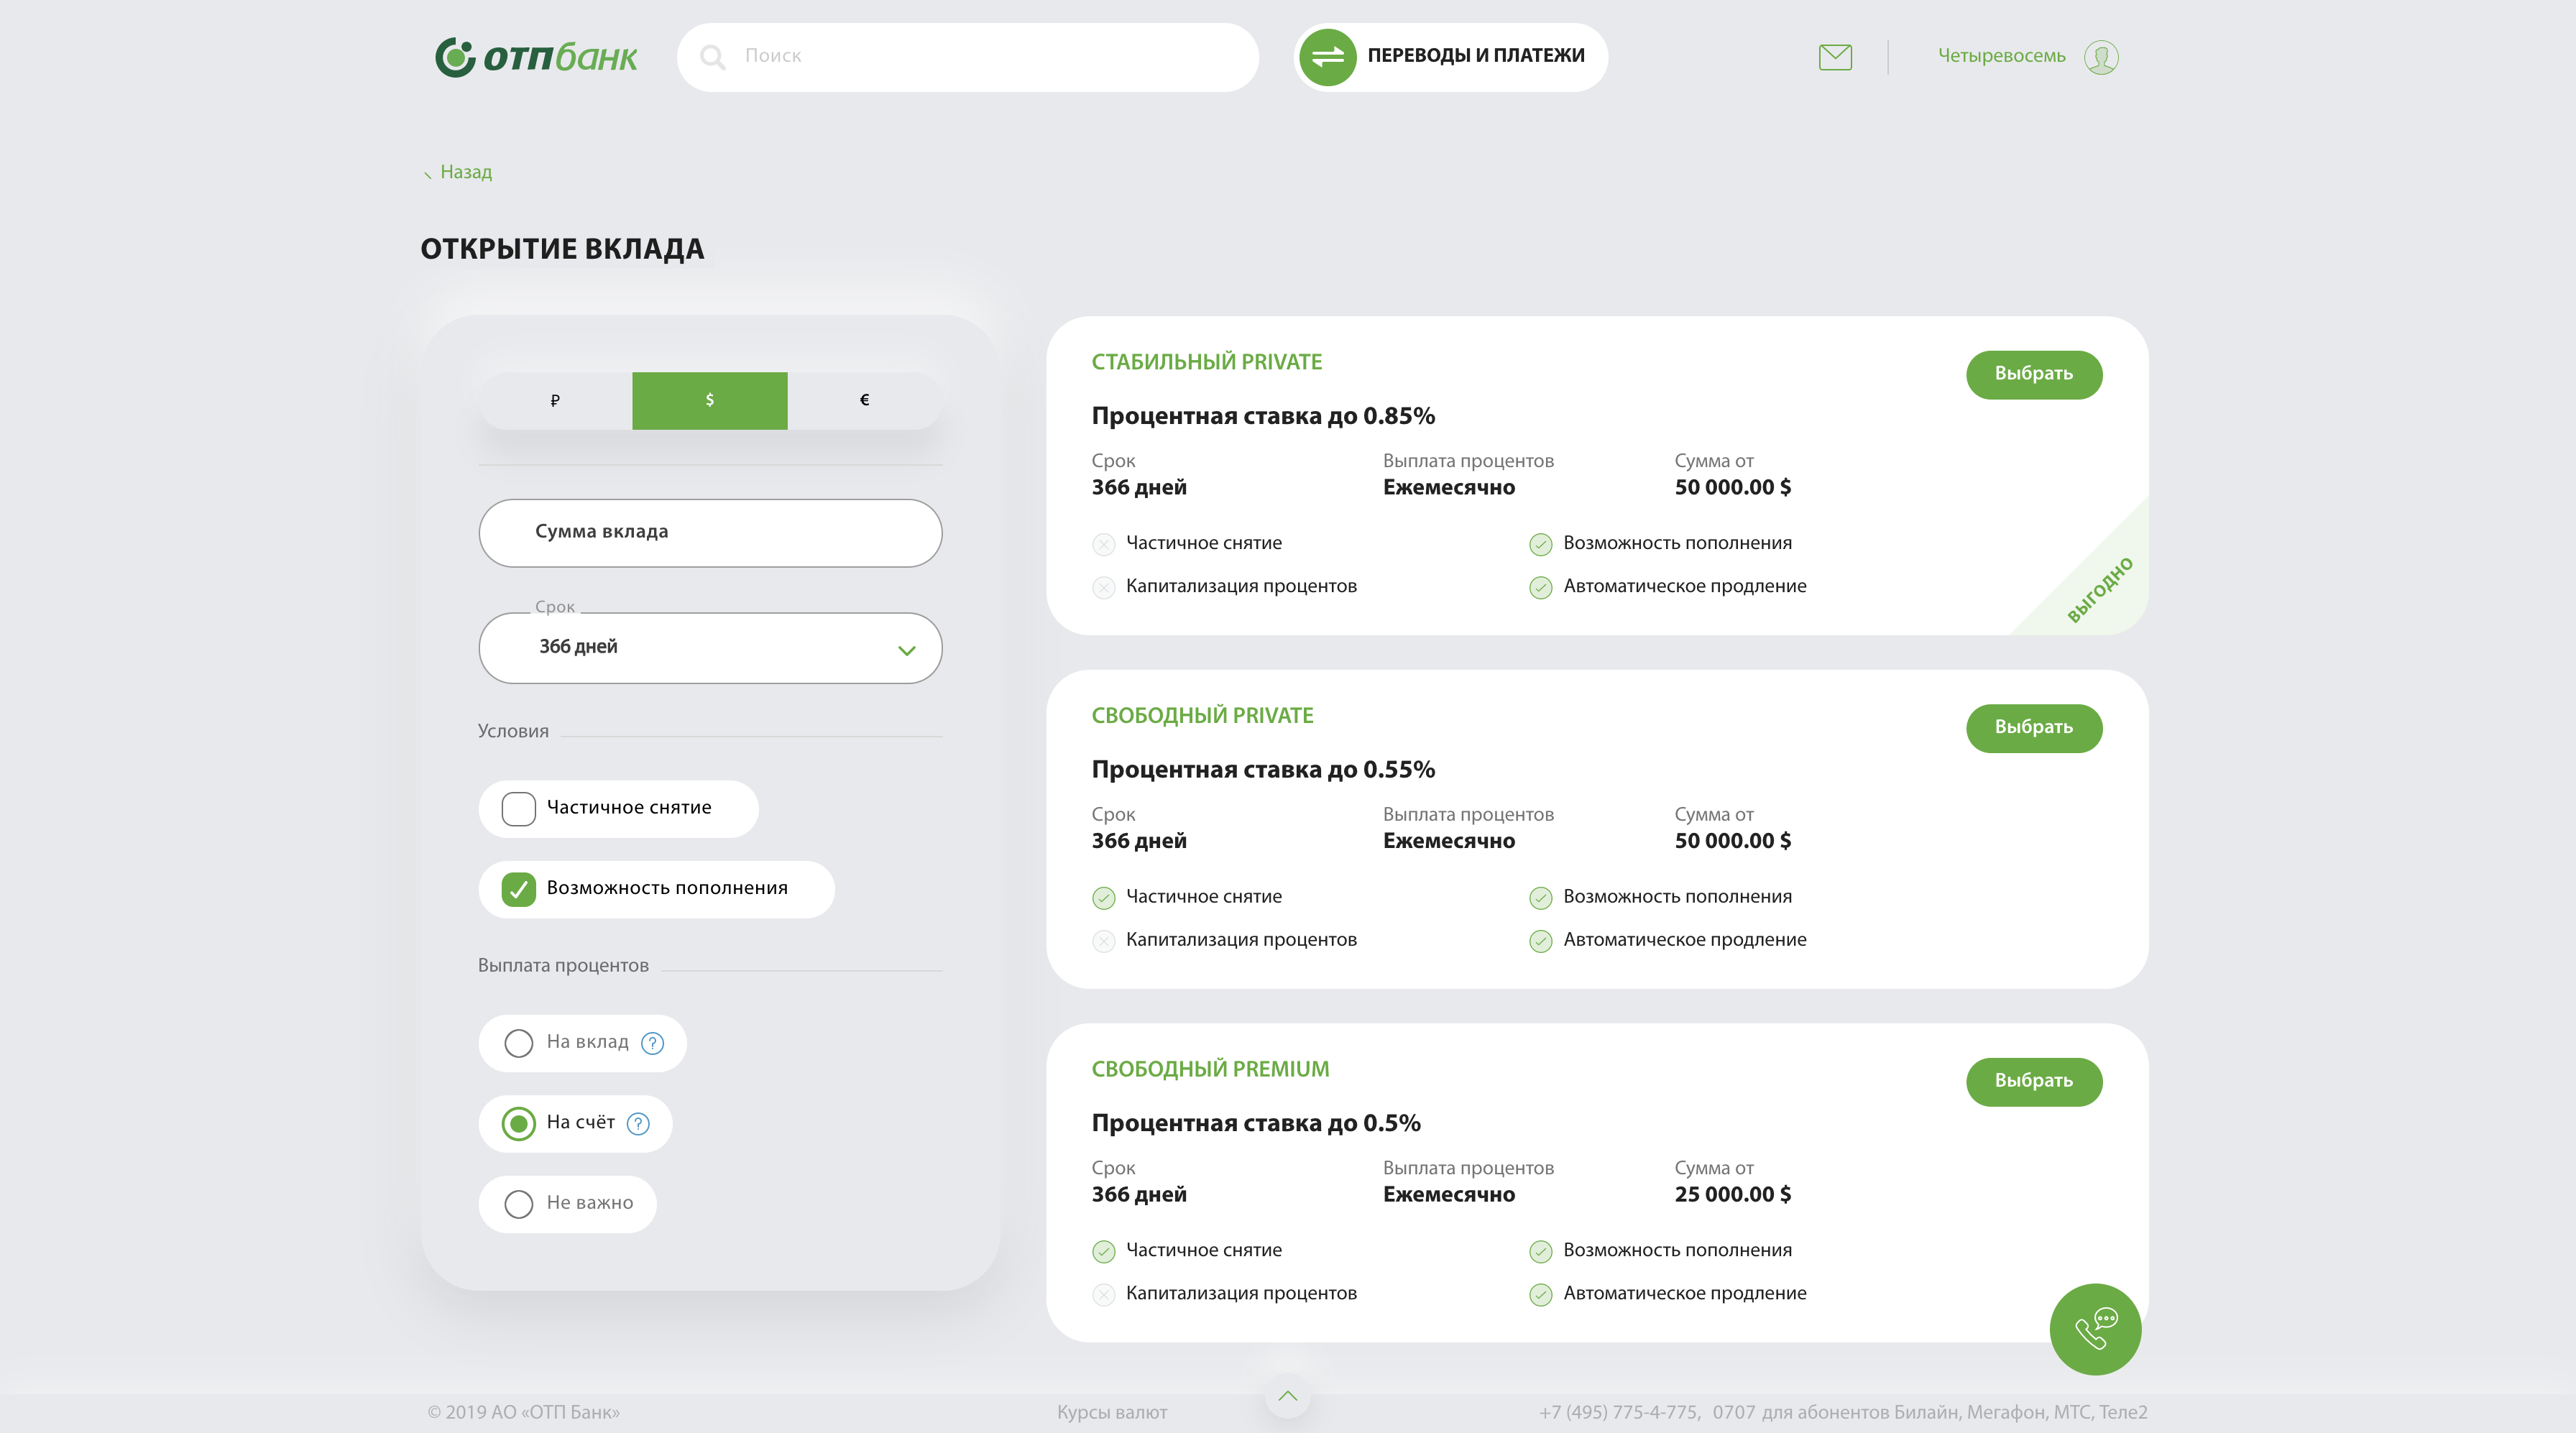 отпбанк
Поиск
ПЕРЕВОДЫ И ПЛАТЕЖИ
Четыревосемь
Назад
ОТКРЫТИЕ ВКЛАДА
₽ $ €
Сумма вклада
Срок
366 дней
Условия
Частичное снятие
Возможность пополнения
Выплата процентов
На вклад ?
На счёт ?
Не важно
СТАБИЛЬНЫЙ PRIVATE
Выбрать
Процентная ставка до 0.85%
Срок Выплата процентов Сумма от
366 дней Ежемесячно 50 000.00 $
Частичное снятие Возможность пополнения
Капитализация процентов Автоматическое продление
ВЫГОДНО
СВОБОДНЫЙ PRIVATE
Выбрать
Процентная ставка до 0.55%
Срок Выплата процентов Сумма от
366 дней Ежемесячно 50 000.00 $
Частичное снятие Возможность пополнения
Капитализация процентов Автоматическое продление
СВОБОДНЫЙ PREMIUM
Выбрать
Процентная ставка до 0.5%
Срок Выплата процентов Сумма от
366 дней Ежемесячно 25 000.00 $
Частичное снятие Возможность пополнения
Капитализация процентов Автоматическое продление
© 2019 АО «ОТП Банк» Курсы валют +7 (495) 775-4-775, 0707 для абонентов Билайн, Мегафон, МТС, Теле2